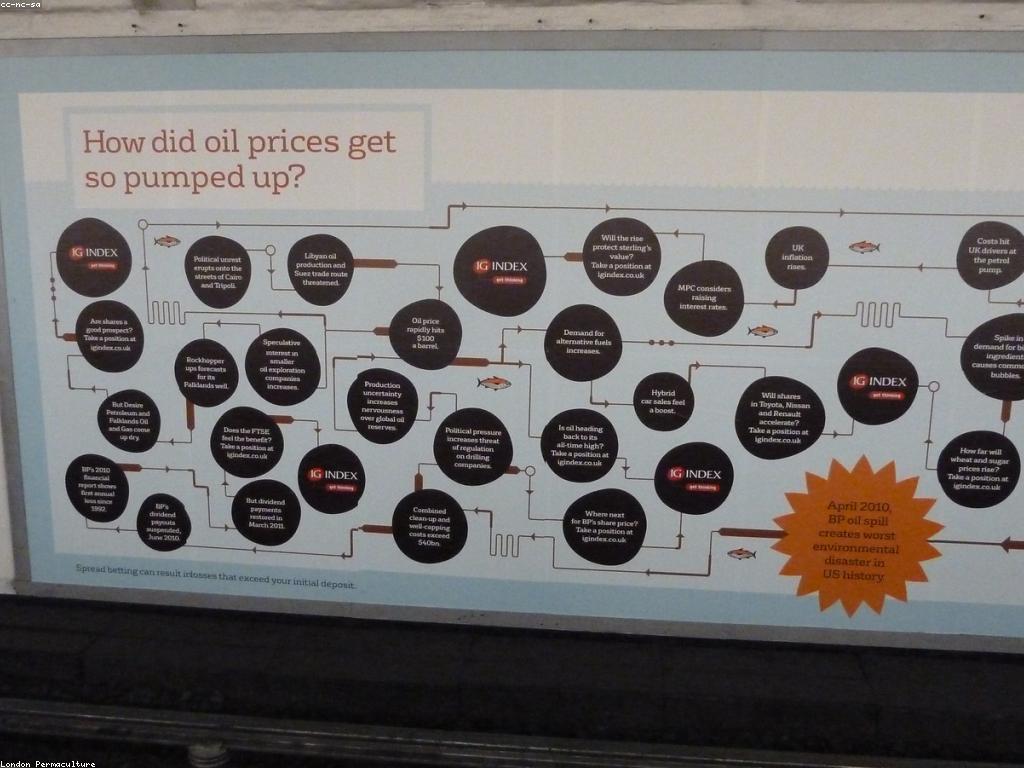 cc-nc-sa
How did oil prices get
so pumped up?
IG INDEX
get thinking
Political unrest
erupts onto the
streets of Cairo
and Tripoli.
Libyan oil
production and
Suez trade route
threatened.
IG INDEX
get thinking
Will the rise
protect sterling's
value?
Take a position at
igindex.co.uk
MPC considers
raising
interest rates.
UK
inflation
rises.
Costs hit
UK drivers at
the petrol
pump.
Are shares a
good prospect?
Take a position at
igindex.co.uk
Rockhopper
ups forecasts
for its
Falklands well.
Speculative
interest in
smaller
oil exploration
companies
increases.
Oil price
rapidly hits
$100
a barrel.
Demand for
alternative fuels
increases.
Spike in
demand for
causes
bubbles.
But Desire
Petroleum and
Falklands Oil
and Gas come
up dry.
Does the FTSE
feel the benefit?
Take a position at
igindex.co.uk
Production
uncertainty
increases
nervousness
over global oil
reserves.
Political pressure
increases threat
of regulation
on drilling
companies.
Is oil heading
back to its
all-time high?
Take a position at
igindex.co.uk
Hybrid
car sales feel
a boost.
Will shares
in Toyota, Nissan
and Renault
accelerate?
Take a position at
igindex.co.uk
IG INDEX
get thinking
How far will
wheat and sugar
prices rise?
Take a position at
igindex.co.uk
BP's 2010
financial
report shows
first annual
loss since
1992.
BP's
dividend
payouts
suspended,
June 2010.
But dividend
payments
restored in
March 2011.
IG INDEX
get thinking
Combined
clean-up and
well-capping
costs exceed
$40bn.
Where next
for BP's share price?
Take a position at
igindex.co.uk
IG INDEX
get thinking
April 2010,
BP oil spill
creates worst
environmental
disaster in
US history
Spread betting can result in losses that exceed your initial deposit.
London Permaculture